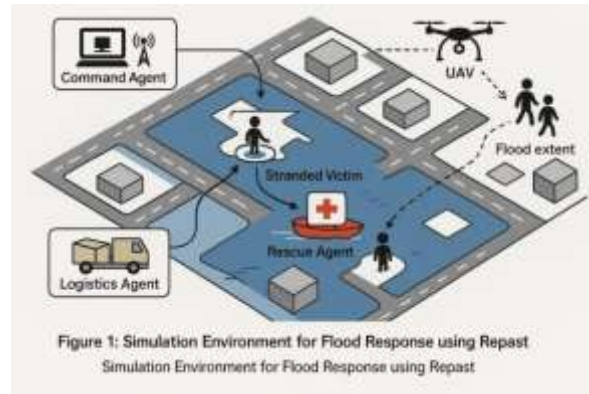 Command Agent
UAV
Flood extent
Stranded Victim
Rescue Agent
Logistics Agent
Figure 1: Simulation Environment for Flood Response using Repast
Simulation Environment for Flood Response using Repast